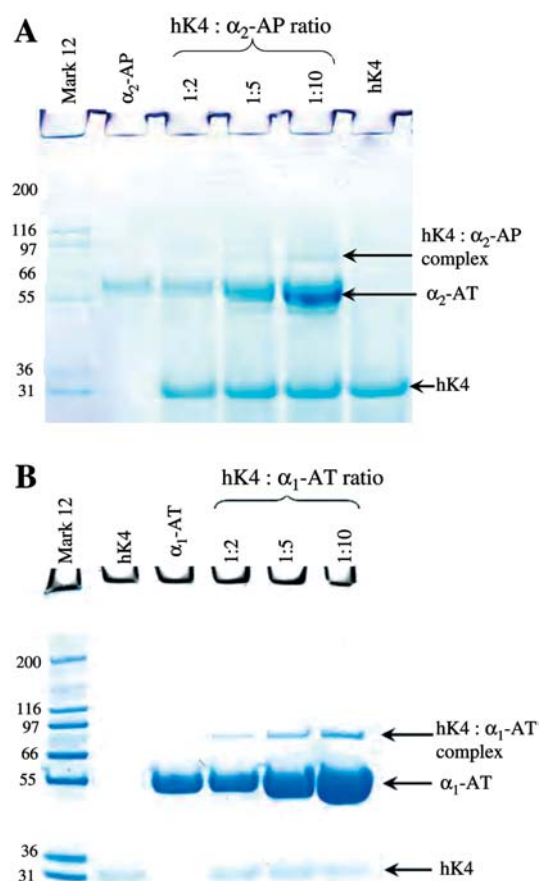 A
hK4 : α₂-AP ratio
Mark 12
α₂-AP
1:2
1:5
1:10
hK4
200
116
97
66
55
36
31
hK4 : α₂-AP
complex
α₂-AT
hK4
B
hK4 : α₁-AT ratio
Mark 12
hK4
α₁-AT
1:2
1:5
1:10
200
116
97
66
55
36
31
hK4 : α₁-AT
complex
α₁-AT
hK4